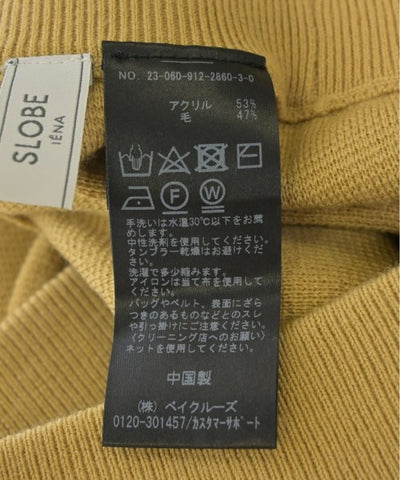 SLOBE
IÉNA
NO. 23-060-912-2860-3-0
アクリル 53%
毛 47%
手洗いは水温30℃以下をお薦
めします。
中性洗剤を使用してください。
タンブラー乾燥はお避けくださ
い。
洗濯で多少縮みます。
アイロンは当て布を使用してくだ
さい。
バッグやベルト、表面にざら
つきのあるものなどとのスレ
や引っ掛けにご注意ください。
〈クリーニング店へのお願い〉
ネットを使用してください。
中国製
(株) ベイクルーズ
0120-301457/カスタマーサポート